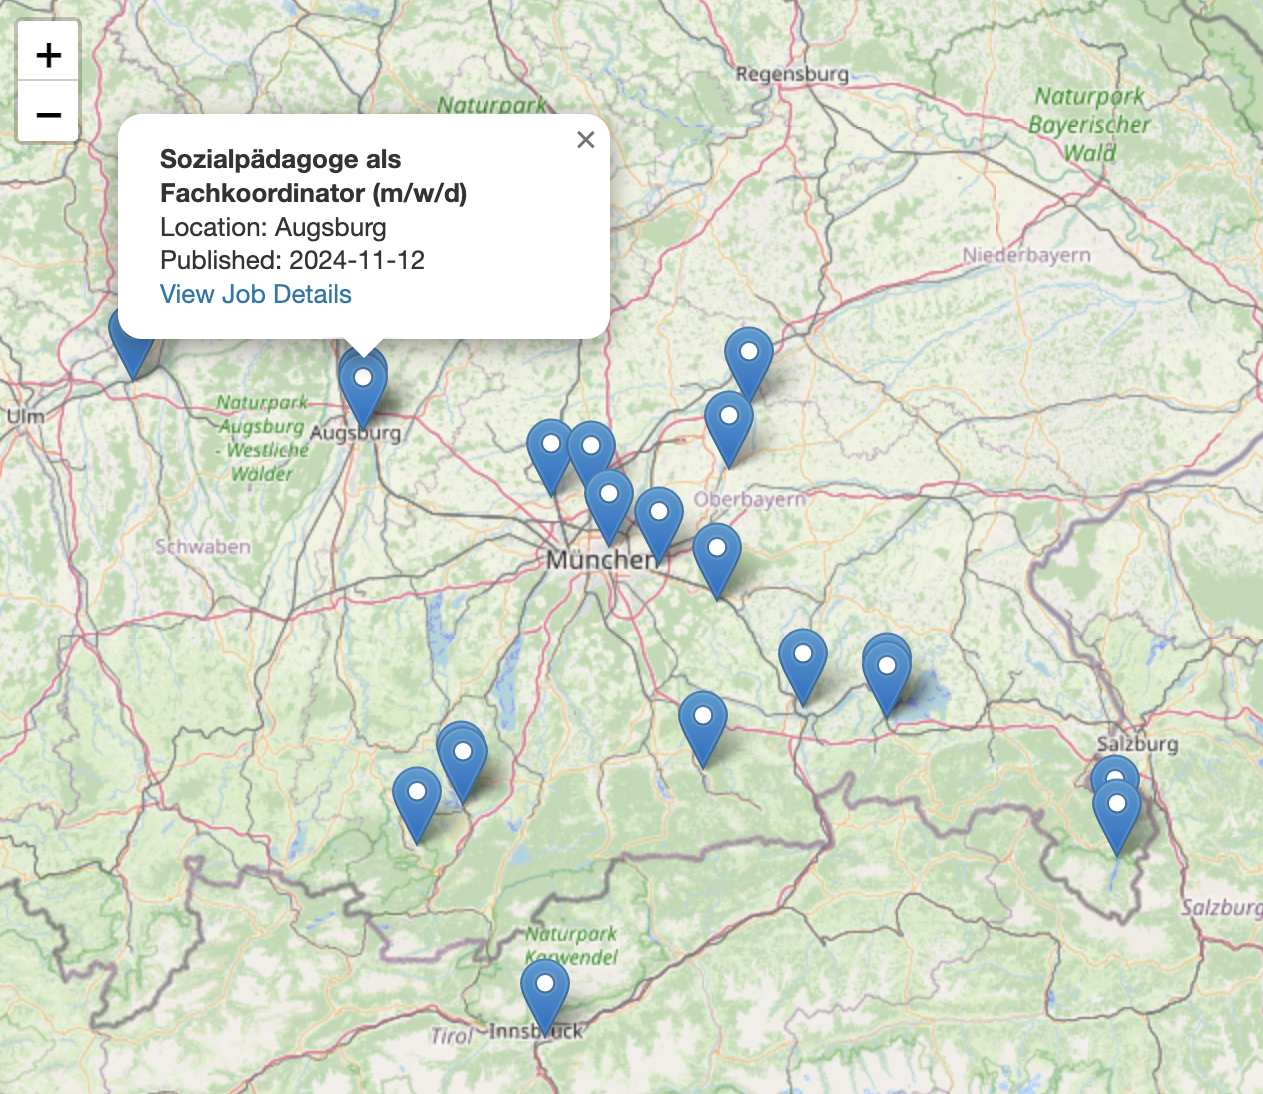 +
−
Regensburg
Naturpark
Naturpark
Bayerischer
Wald
×
Sozialpädagoge als
Fachkoordinator (m/w/d)
Location: Augsburg
Published: 2024-11-12
View Job Details
Niederbayern
Ulm
Naturpark
Augsburg
- Westliche
Wälder
Augsburg
Oberbayern
Schwaben
München
Salzburg
Salzburg
Naturpark
Karwendel
Tirol
Innsbruck